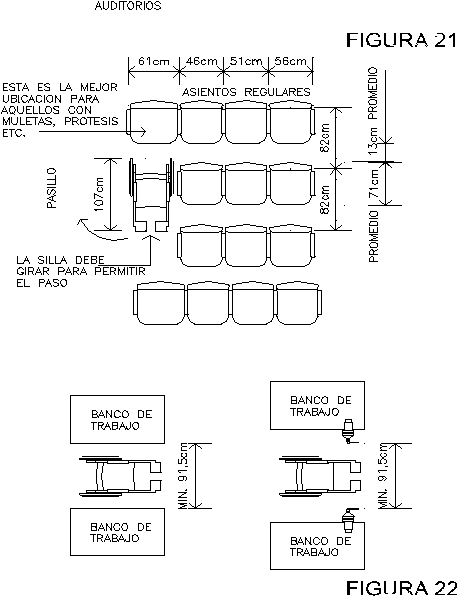 AUDITORIOS
FIGURA 21
61cm 46cm 51cm 56cm
ESTA ES LA MEJOR
UBICACION PARA
AQUELLOS CON
MULETAS, PROTESIS
ETC.
ASIENTOS REGULARES
82cm
13cm PROMEDIO
PASILLO
107cm
82cm
71cm
PROMEDIO
LA SILLA DEBE
GIRAR PARA PERMITIR
EL PASO
BANCO DE
TRABAJO
BANCO DE
TRABAJO
MIN. 91,5cm
MIN. 91,5cm
BANCO DE
TRABAJO
BANCO DE
TRABAJO
FIGURA 22